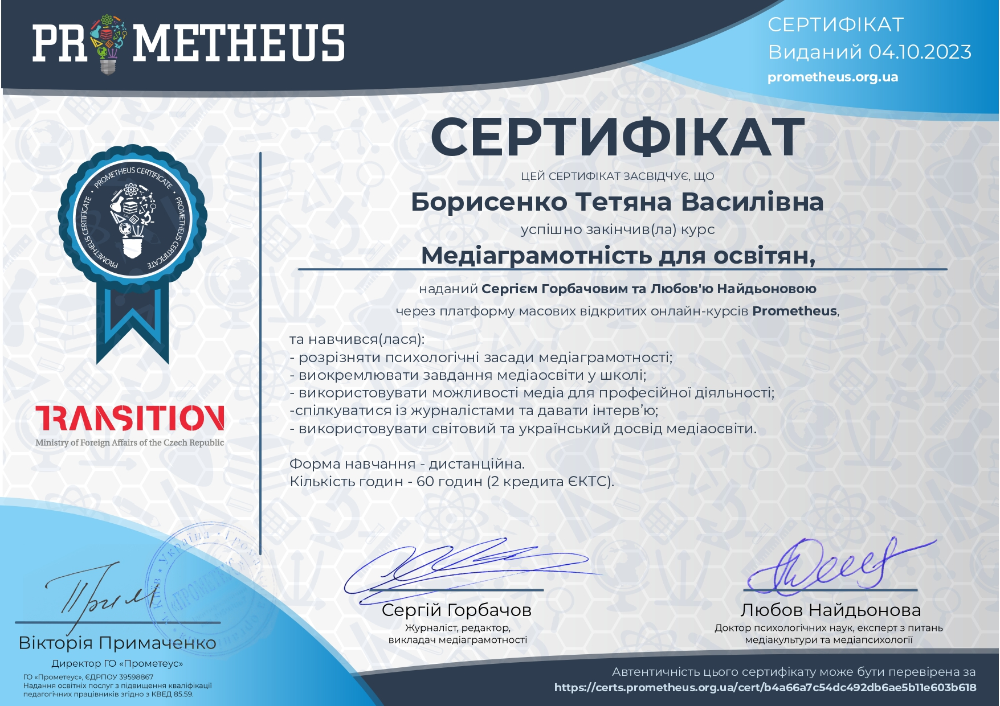 PROMETHEUS
СЕРТИФІКАТ
Виданий 04.10.2023
prometheus.org.ua
СЕРТИФІКАТ
ЦЕЙ СЕРТИФІКАТ ЗАСВІДЧУЄ, ЩО
Борисенко Тетяна Василівна
успішно закінчив(ла) курс
Медіаграмотність для освітян,
наданий Сергієм Горбачовим та Любов'ю Найдьоновою
через платформу масових відкритих онлайн-курсів Prometheus,
та навчився(лася):
- розрізняти психологічні засади медіаграмотності;
- виокремлювати завдання медіаосвіти у школі;
- використовувати можливості медіа для професійної діяльності;
-спілкуватися із журналістами та давати інтерв’ю;
- використовувати світовий та український досвід медіаосвіти.
Форма навчання - дистанційна.
Кількість годин - 60 годин (2 кредита ЄКТС).
PROMETHEUS CERTIFICATE • PROMETHEUS CERTIFICATE • PROMETHEUS CERTIFICATE
TRANSITION
Ministry of Foreign Affairs of the Czech Republic
Україна
Київ
«ПРОМЕТЕУС»
Вікторія Примаченко
Директор ГО «Прометеус»
ГО «Прометеус», ЄДРПОУ 39598867
Надання освітніх послуг з підвищення кваліфікації
педагогічних працівників згідно з КВЕД 85.59.
Сергій Горбачов
Журналіст, редактор,
викладач медіаграмотності
Любов Найдьонова
Доктор психологічних наук, експерт з питань
медіакультури та медіапсихології
Автентичність цього сертифікату може бути перевірена за
https://certs.prometheus.org.ua/cert/b4a66a7c54dc492db6ae5b11e603b618